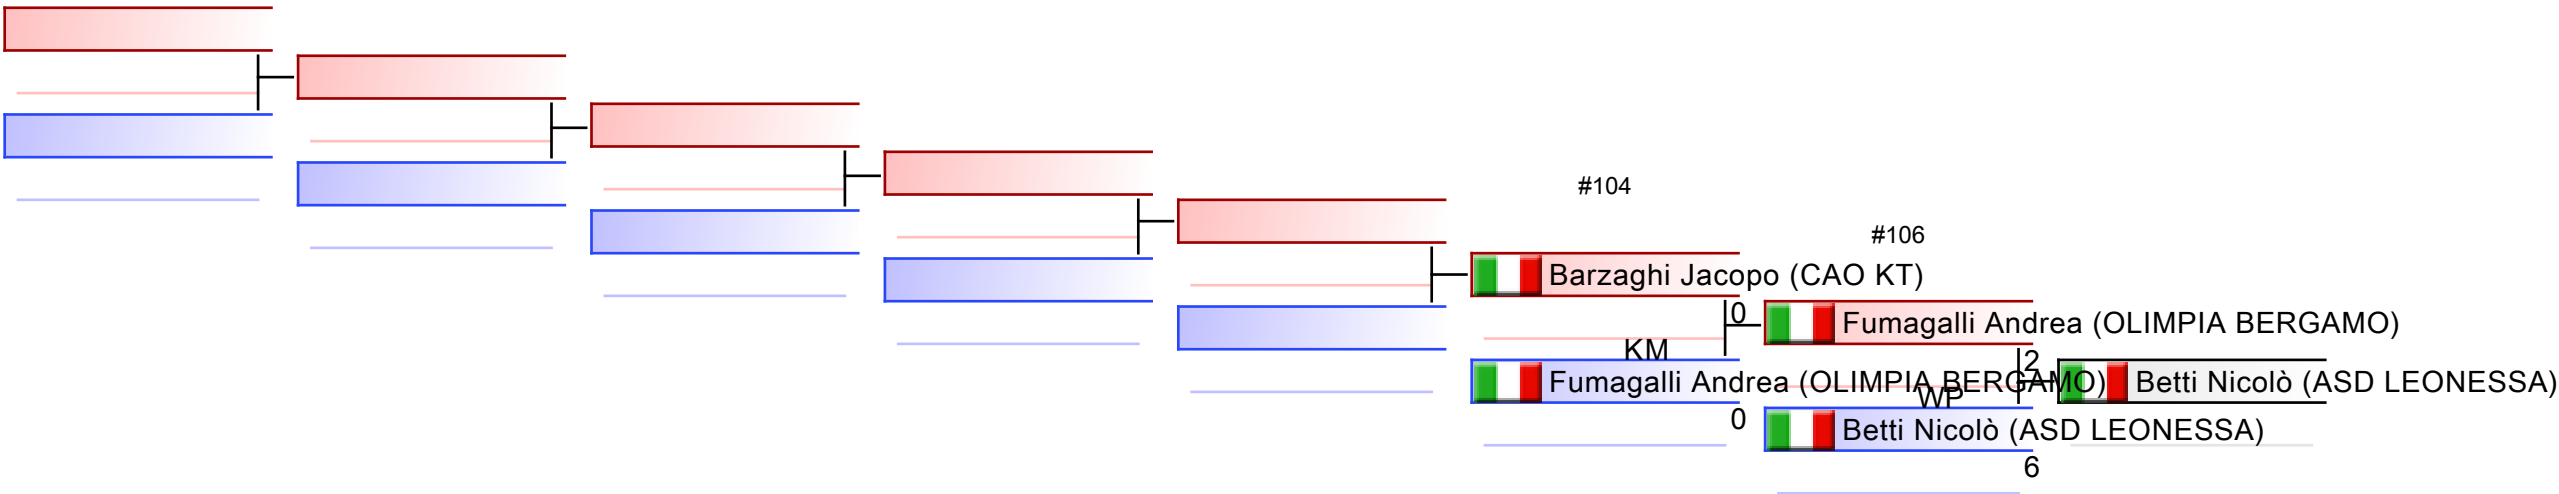 #104
#106
Barzaghi Jacopo (CAO KT)
0
Fumagalli Andrea (OLIMPIA BERGAMO)
KM
2
Fumagalli Andrea (OLIMPIA BERGAMO)
Betti Nicolò (ASD LEONESSA)
WP
0
Betti Nicolò (ASD LEONESSA)
6